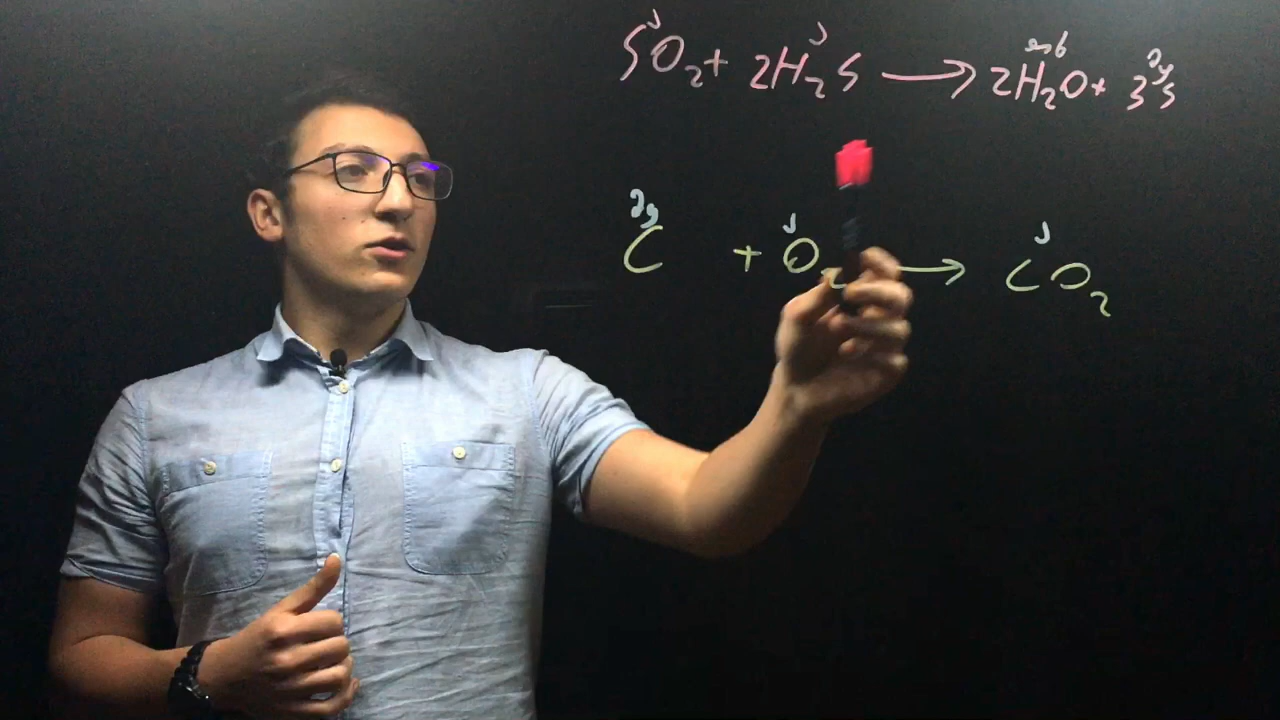 SO₂ + 2H₂S ⟶ 2H₂O + 3S
C + O₂ ⟶ CO₂